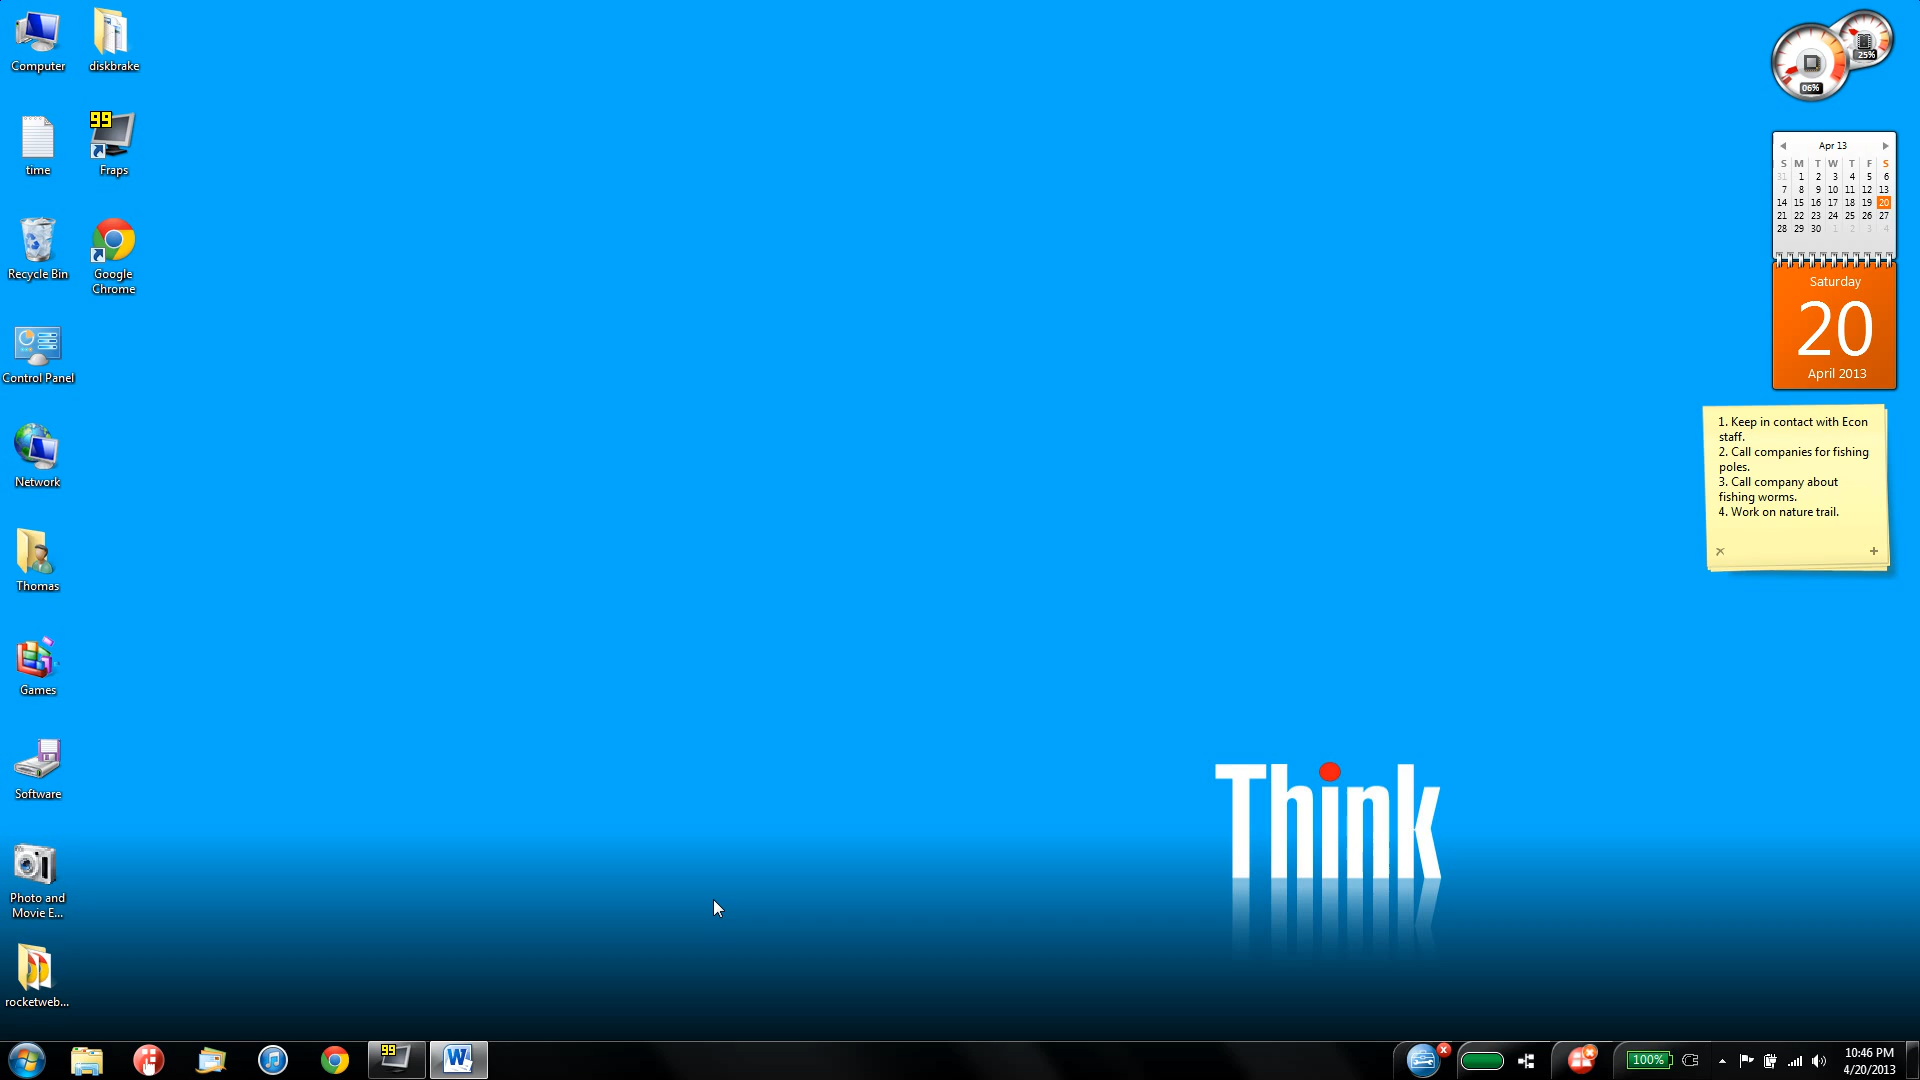 Computer
diskbrake
time
99
Fraps
Recycle Bin
Google
Chrome
Control Panel
Network
Thomas
Games
Software
Photo and
Movie E...
rocketweb...
25%
06%
Apr 13
S M T W T F S
31 1 2 3 4 5 6
7 8 9 10 11 12 13
14 15 16 17 18 19 20
21 22 23 24 25 26 27
28 29 30 1 2 3 4
Saturday
20
April 2013
1. Keep in contact with Econ
staff.
2. Call companies for fishing
poles.
3. Call company about
fishing worms.
4. Work on nature trail.
Think
99
W
100%
10:46 PM
4/20/2013